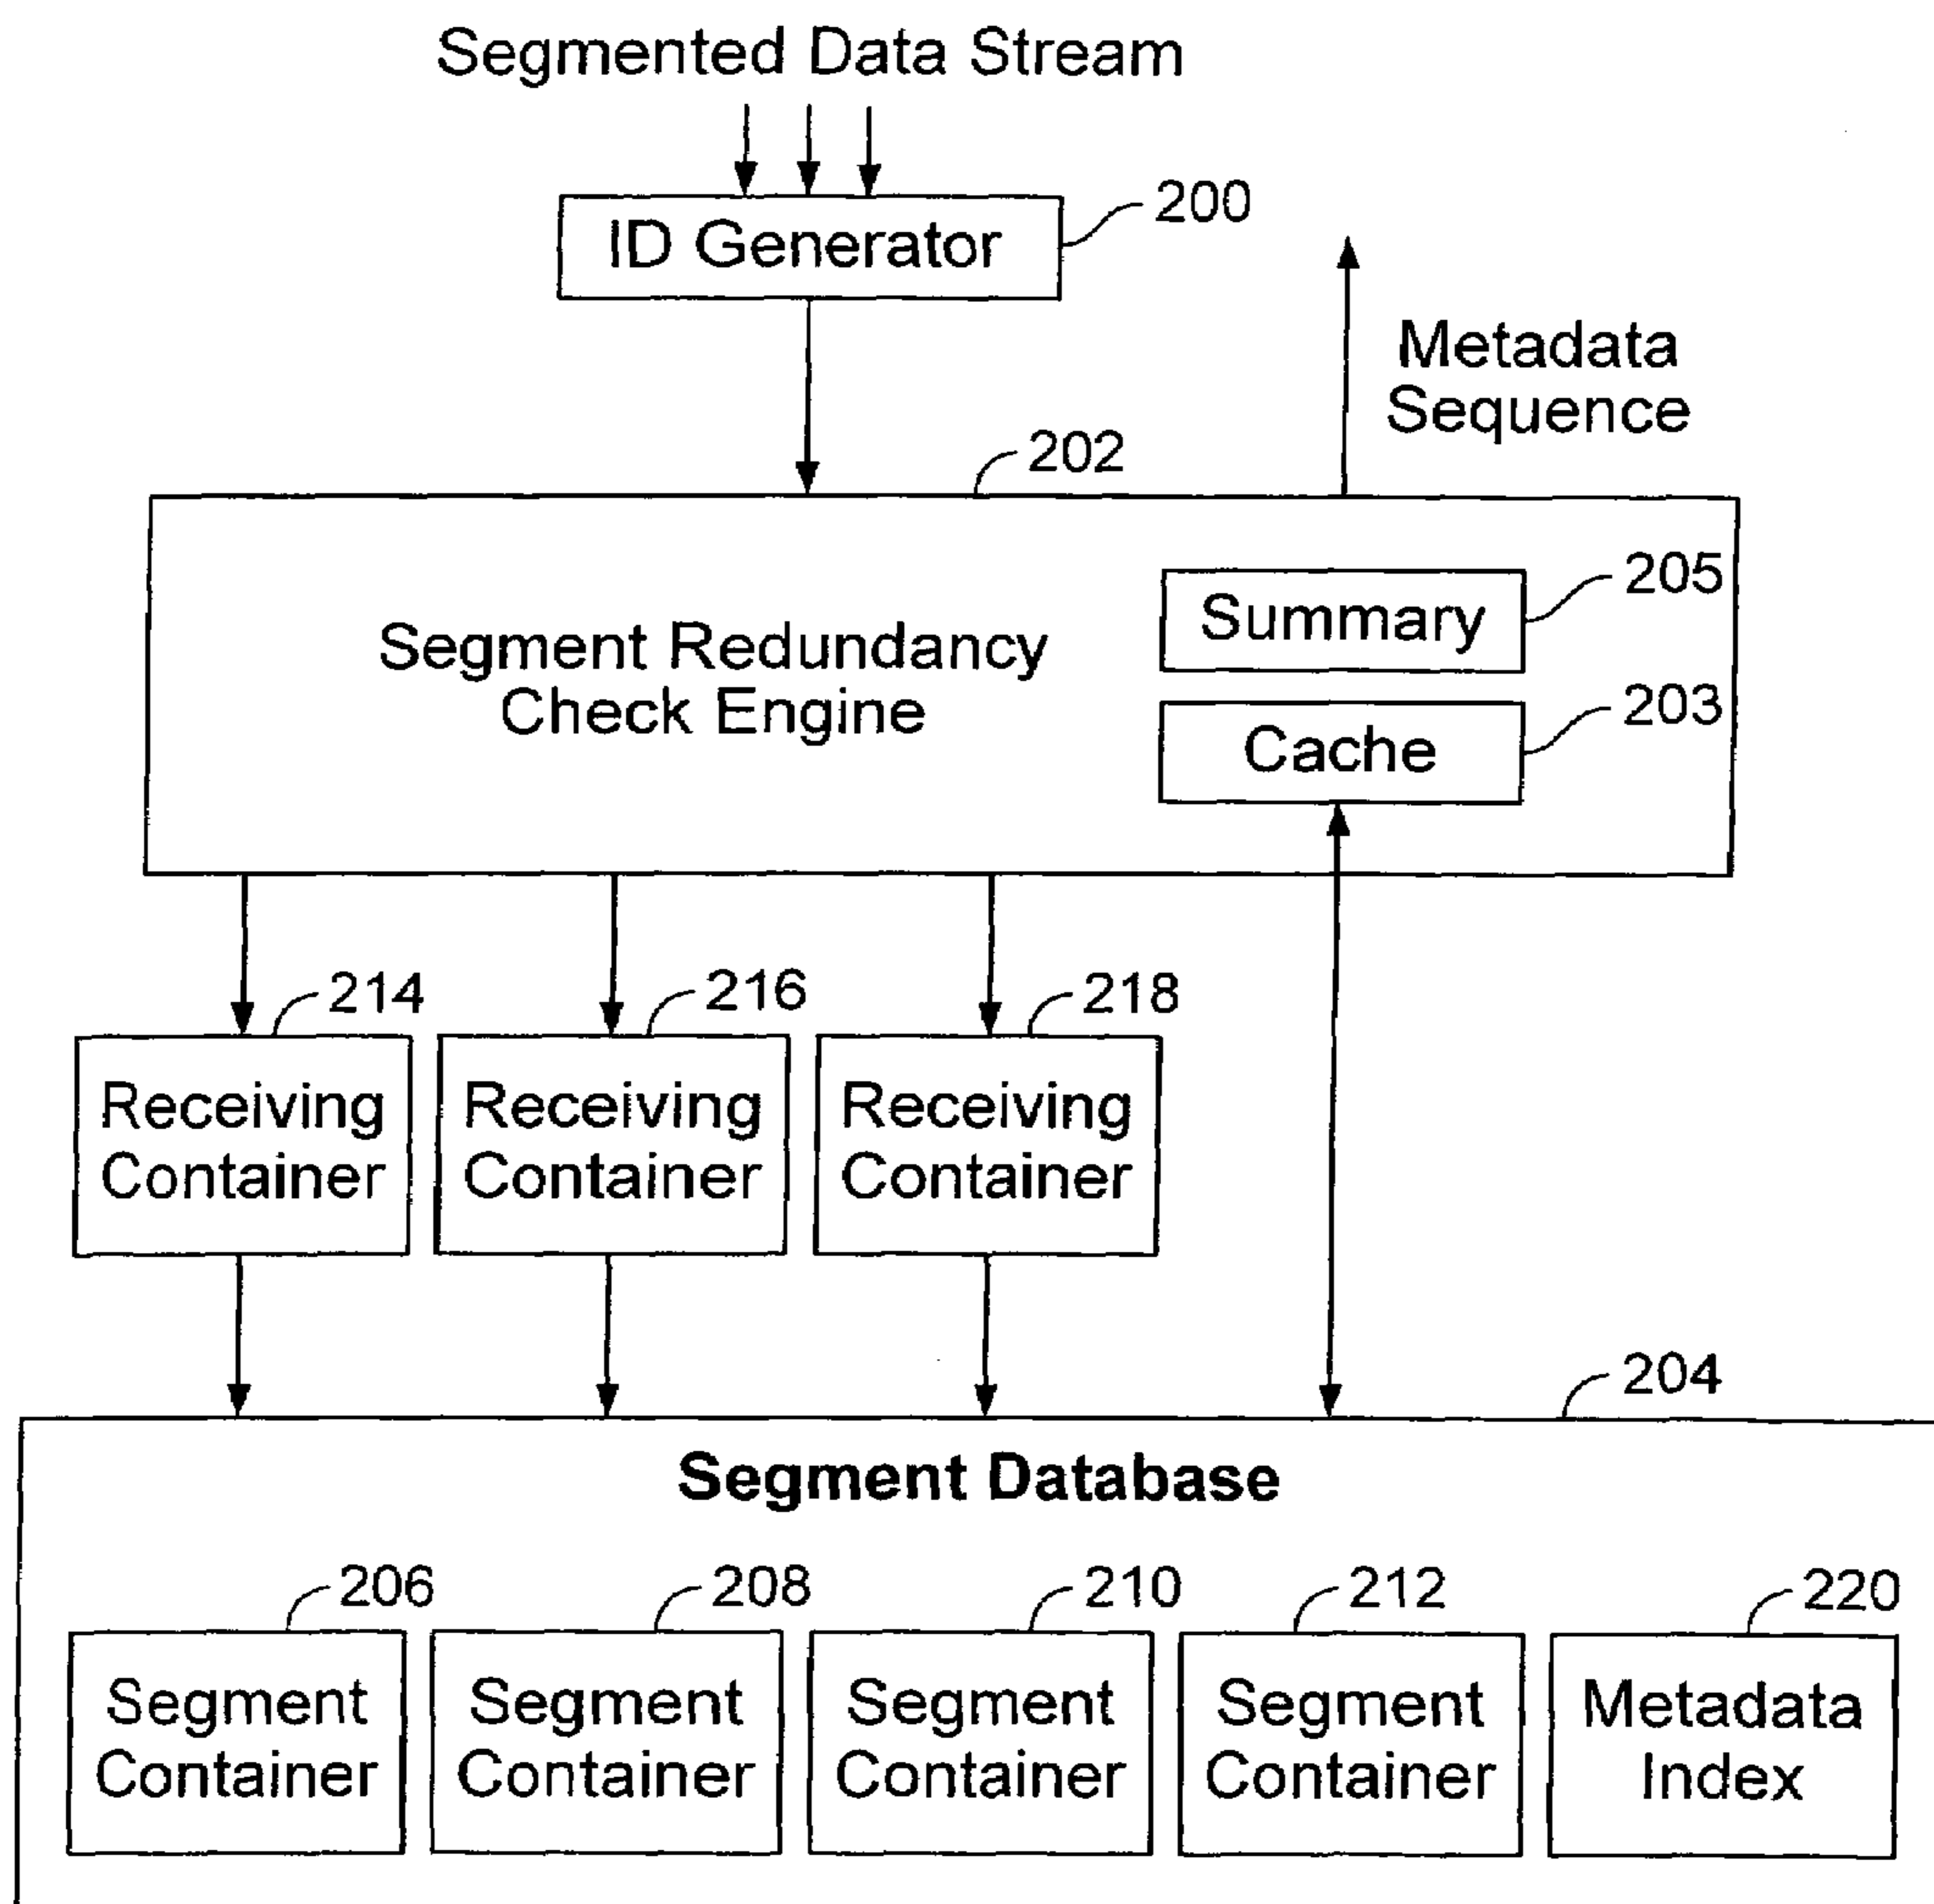 Segmented Data Stream
200
ID Generator
Metadata
Sequence
202
205
Summary
Segment Redundancy
Check Engine
203
Cache
214
216
218
Receiving
Container
Receiving
Container
Receiving
Container
204
Segment Database
206
208
210
212
220
Segment
Container
Segment
Container
Segment
Container
Segment
Container
Metadata
Index